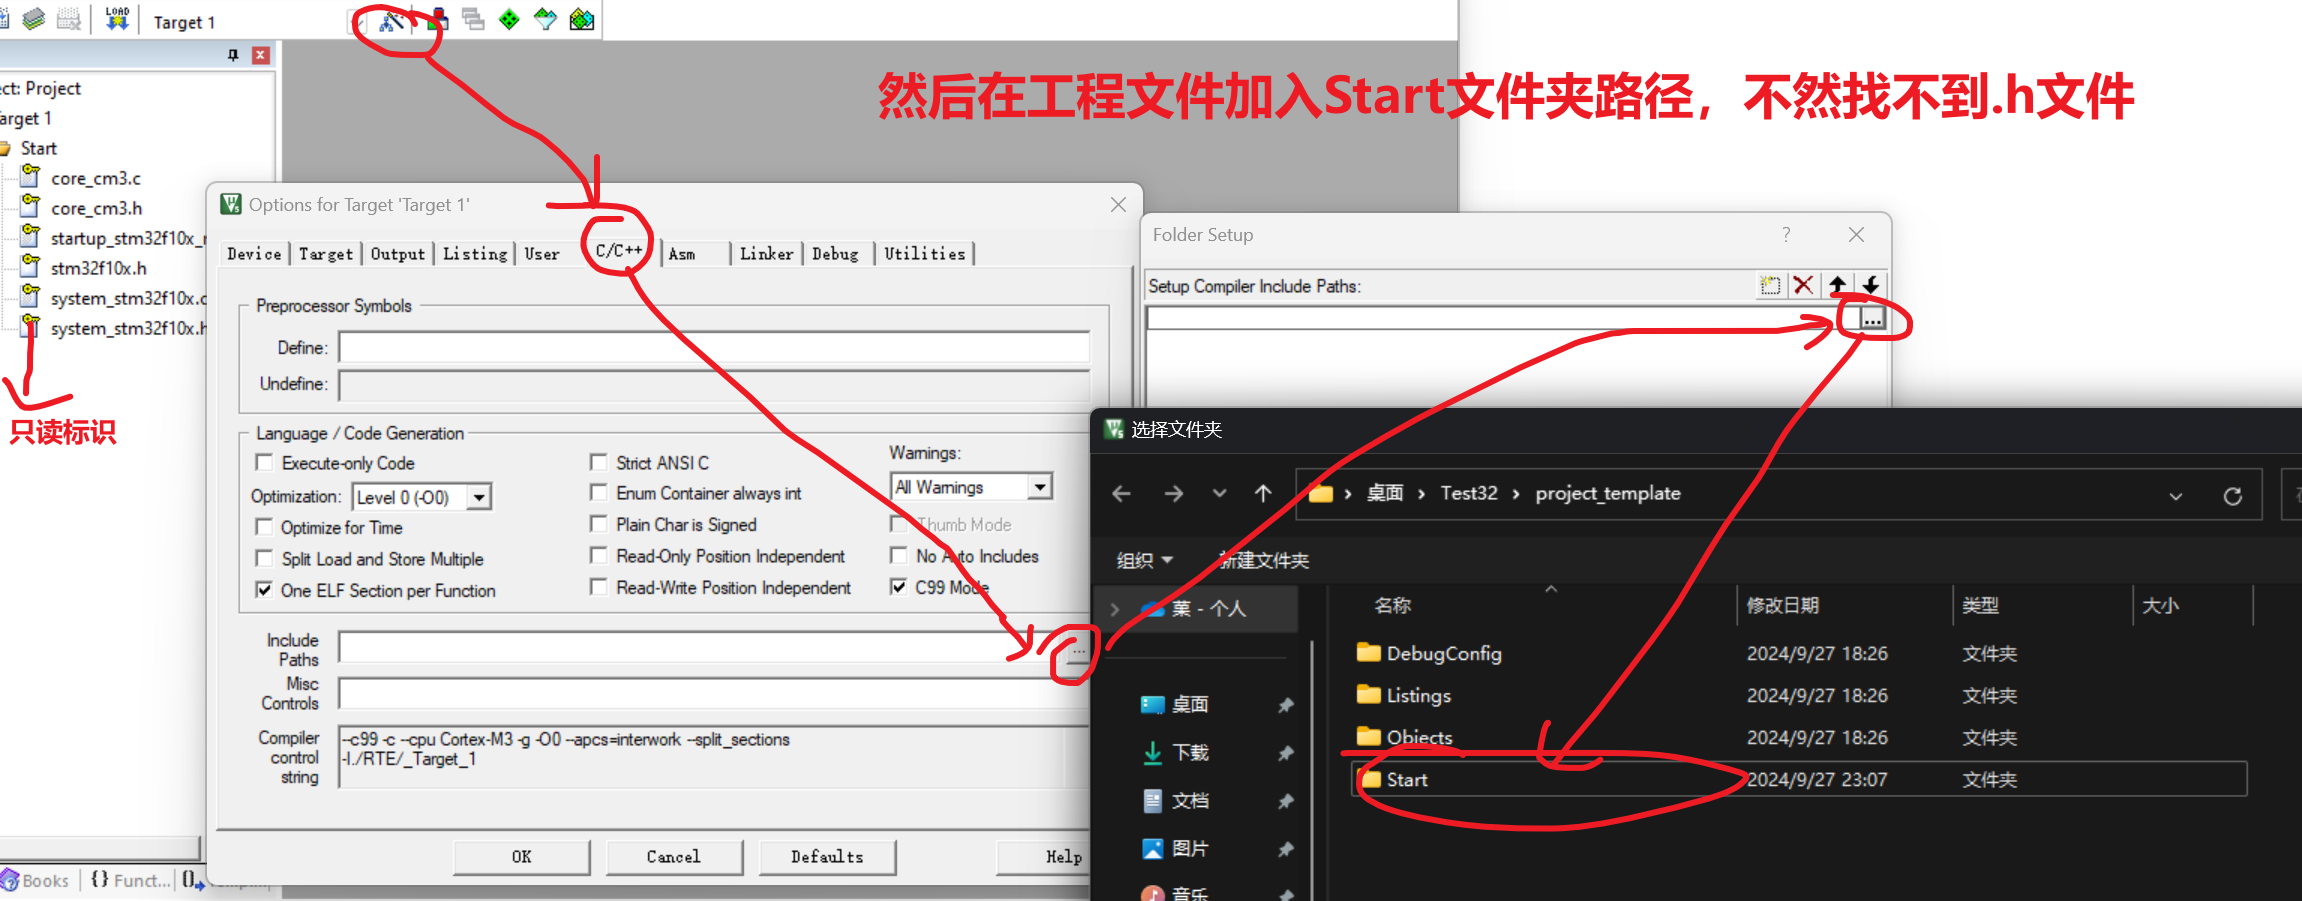 LOAD
Target 1
然后在工程文件加入Start文件夹路径，不然找不到.h文件
ect: Project
arget 1
Start
core_cm3.c
core_cm3.h
startup_stm32f10x_r
stm32f10x.h
system_stm32f10x.c
system_stm32f10x.h
只读标识
Books
{} Funct...
Options for Target 'Target 1'
Device Target Output Listing User C/C++ Asm Linker Debug Utilities
Preprocessor Symbols
Define:
Undefine:
Language / Code Generation
Execute-only Code
Optimization: Level 0 (-O0)
Optimize for Time
Split Load and Store Multiple
One ELF Section per Function
Strict ANSI C
Enum Container always int
Plain Char is Signed
Read-Only Position Independent
Read-Write Position Independent
Warnings:
All Warnings
Thumb Mode
No Auto Includes
C99 Mode
Include
Paths
...
Misc
Controls
Compiler
control
string
--c99 -c --cpu Cortex-M3 -g -O0 --apcs=interwork --split_sections
-I./RTE/_Target_1
OK Cancel Defaults Help
Folder Setup
?
Setup Compiler Include Paths:
...
选择文件夹
桌面 › Test32 › project_template
组织 新建文件夹
菓 - 个人
桌面
下载
文档
图片
音乐
名称 修改日期 类型 大小
DebugConfig 2024/9/27 18:26 文件夹
Listings 2024/9/27 18:26 文件夹
Objects 2024/9/27 18:26 文件夹
Start 2024/9/27 23:07 文件夹